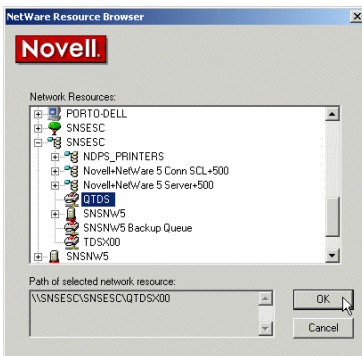 NetWare Resource Browser
Novell.
Network Resources:
PORTO-DELL
SNSESC
SNSESC
NDPS_PRINTERS
Novell+NetWare 5 Conn SCL+500
Novell+NetWare 5 Server+500
QTDS
SNSNW5
SNSNW5 Backup Queue
TDSX00
SNSNW5
Path of selected network resource:
\\SNSESC\SNSESC\QTDSX00
OK
Cancel